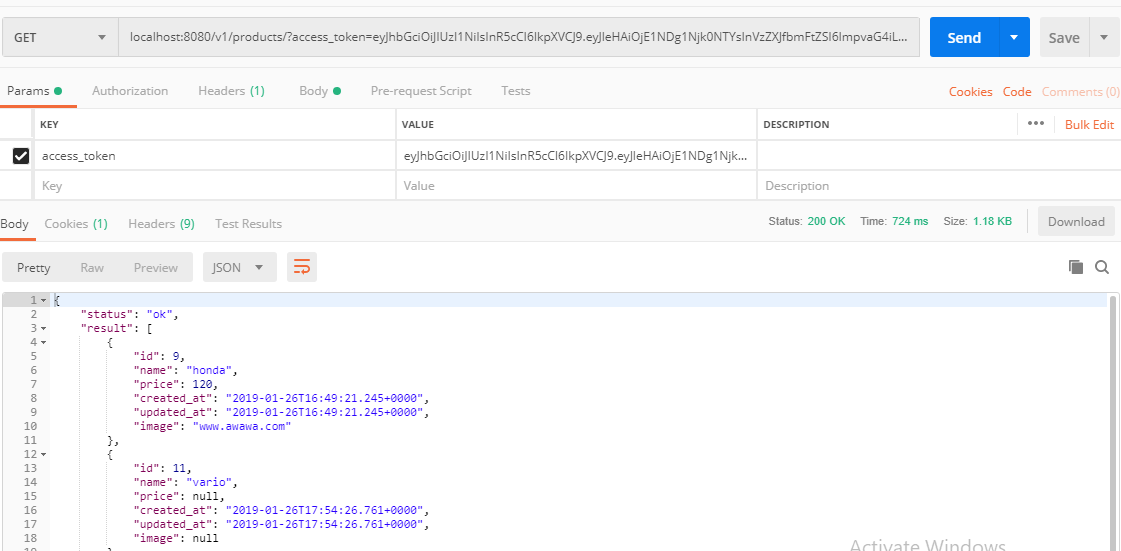 GET localhost:8080/v1/products/?access_token=eyJhbGciOiJIUzI1NiIsInR5cCI6IkpXVCJ9.eyJleHAiOjE1NDg1Njk0NTYsInVzZXJfbmFtZSI6ImpvaG4iL... Send Save
Params Authorization Headers (1) Body Pre-request Script Tests Cookies Code Comments (0)
KEY VALUE DESCRIPTION ••• Bulk Edit
access_token eyJhbGciOiJIUzI1NiIsInR5cCI6IkpXVCJ9.eyJleHAiOjE1NDg1Njk...
Key Value Description
Body Cookies (1) Headers (9) Test Results Status: 200 OK Time: 724 ms Size: 1.18 KB Download
Pretty Raw Preview JSON
1 {
2 "status": "ok",
3 "result": [
4 {
5 "id": 9,
6 "name": "honda",
7 "price": 120,
8 "created_at": "2019-01-26T16:49:21.245+0000",
9 "updated_at": "2019-01-26T16:49:21.245+0000",
10 "image": "www.awawa.com"
11 },
12 {
13 "id": 11,
14 "name": "vario",
15 "price": null,
16 "created_at": "2019-01-26T17:54:26.761+0000",
17 "updated_at": "2019-01-26T17:54:26.761+0000",
18 "image": null
Activate Windows